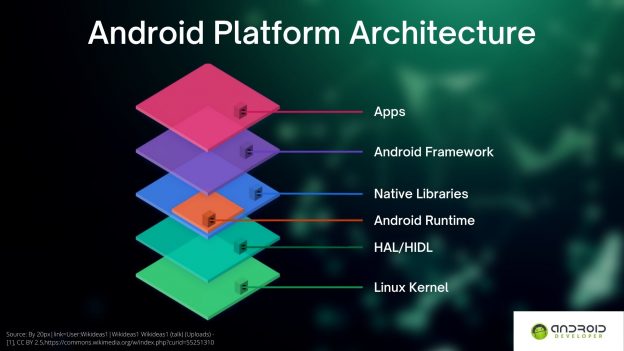 Android Platform Architecture
Apps
Android Framework
Native Libraries
Android Runtime
HAL/HIDL
Linux Kernel
Source: By 20px|link=User:Wikideas1|Wikideas1 Wikideas1 (talk) (Uploads) -
[1], CC BY 2.5,https://commons.wikimedia.org/w/index.php?curid=55251310
ANDROID
DEVELOPER